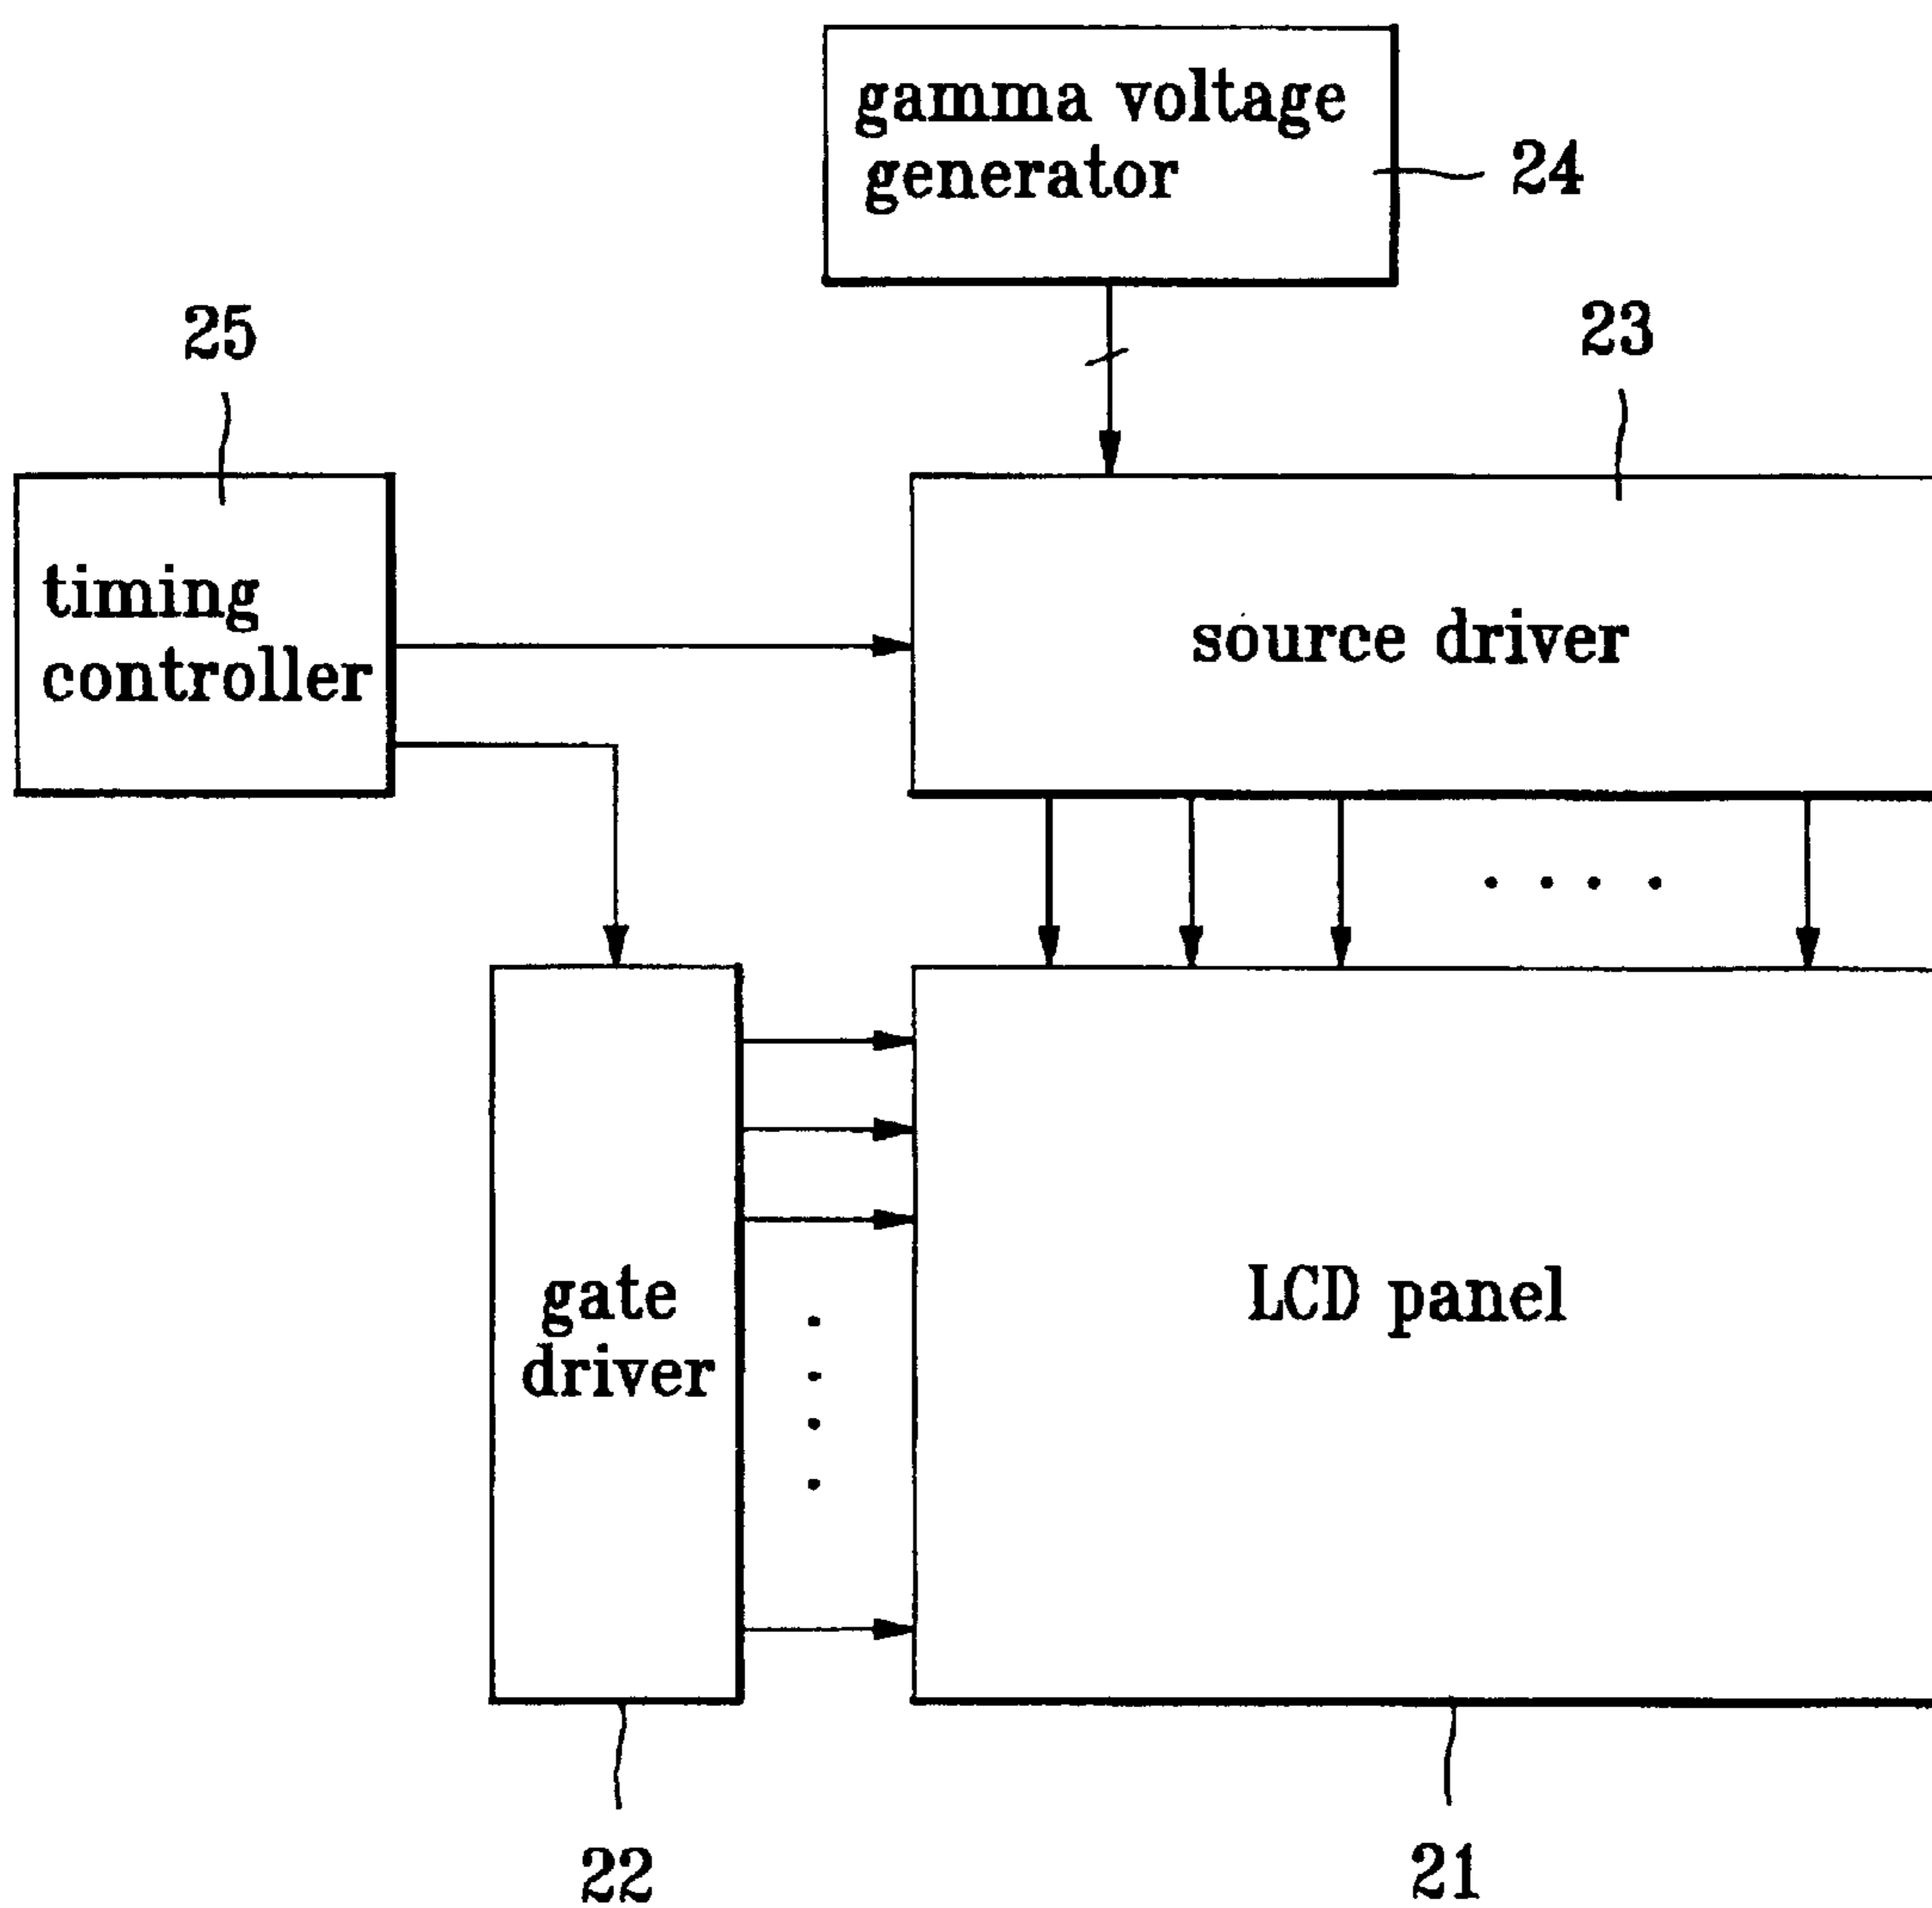 gamma voltage
generator
24
25
23
timing
controller
source driver
gate
driver
LCD panel
22
21